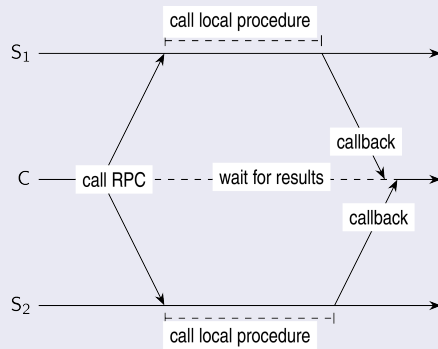 call local procedure
S1
callback
C
call RPC
wait for results
callback
S2
call local procedure